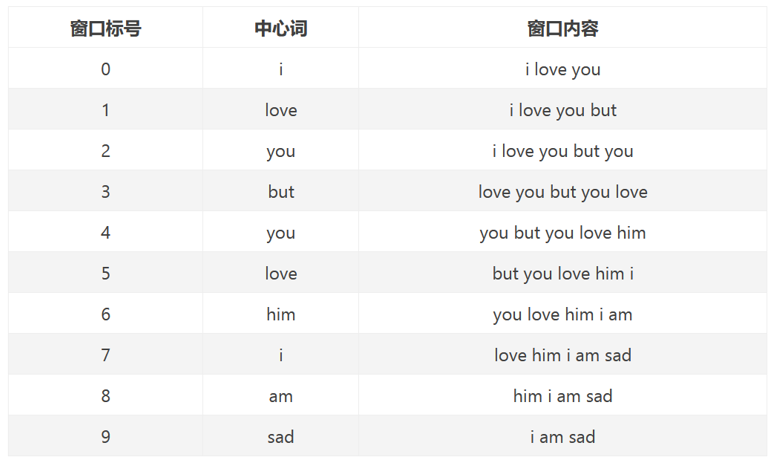 窗口标号 中心词 窗口内容
0 i i love you
1 love i love you but
2 you i love you but you
3 but love you but you love
4 you you but you love him
5 love but you love him i
6 him you love him i am
7 i love him i am sad
8 am him i am sad
9 sad i am sad